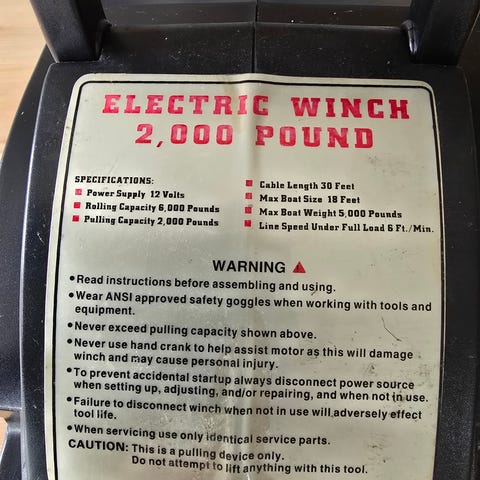 ELECTRIC WINCH
2,000 POUND
SPECIFICATIONS:
Power Supply 12 Volts
Rolling Capacity 6,000 Pounds
Pulling Capacity 2,000 Pounds
Cable Length 30 Feet
Max Boat Size 18 Feet
Max Boat Weight 5,000 Pounds
Line Speed Under Full Load 6 Ft./Min.
WARNING
• Read instructions before assembling and using.
• Wear ANSI approved safety goggles when working with tools and
equipment.
• Never exceed pulling capacity shown above.
• Never use hand crank to help assist motor as this will damage
winch and may cause personal injury.
• To prevent accidental startup always disconnect power source
when setting up, adjusting, and/or repairing, and when not in use.
• Failure to disconnect winch when not in use will adversely effect
tool life.
• When servicing use only identical service parts.
CAUTION: This is a pulling device only.
Do not attempt to lift anything with this tool.